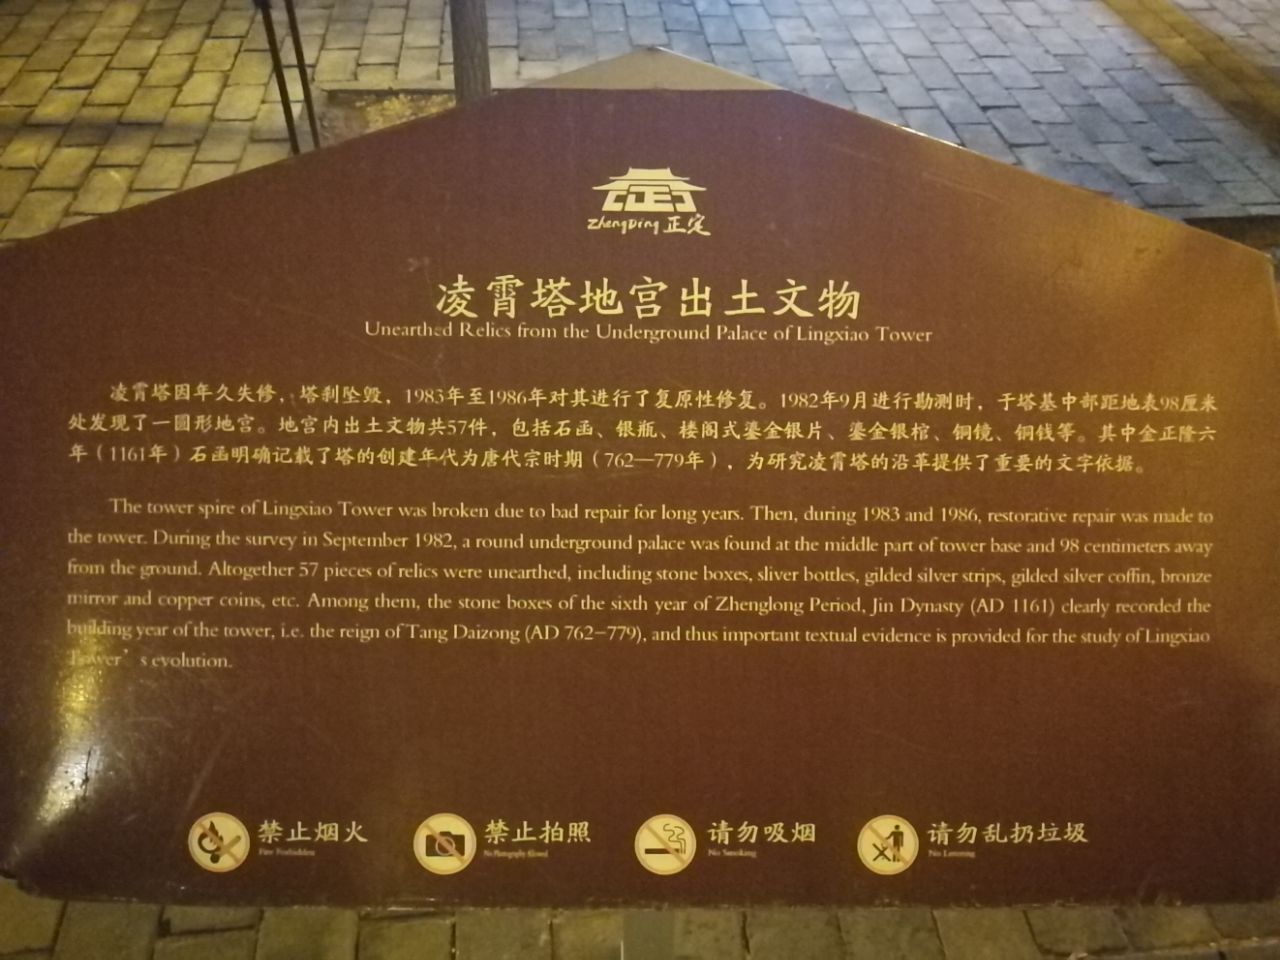 ZhengDing 正定
凌霄塔地宫出土文物
Unearthed Relics from the Underground Palace of Lingxiao Tower
凌霄塔因年久失修，塔刹坠毁，1983年至1986年对其进行了复原性修复。1982年9月进行勘测时，于塔基中部距地表98厘米
处发现了一圆形地宫。地宫内出土文物共57件，包括石函、银瓶、楼阁式鎏金银片、鎏金银棺、铜镜、铜钱等。其中金正隆六
年（1161年）石函明确记载了塔的创建年代为唐代宗时期（762—779年），为研究凌霄塔的沿革提供了重要的文字依据。
The tower spire of Lingxiao Tower was broken due to bad repair for long years. Then, during 1983 and 1986, restorative repair was made to
the tower. During the survey in September 1982, a round underground palace was found at the middle part of tower base and 98 centimeters away
from the ground. Altogether 57 pieces of relics were unearthed, including stone boxes, sliver bottles, gilded silver strips, gilded silver coffin, bronze
mirror and copper coins, etc. Among them, the stone boxes of the sixth year of Zhenglong Period, Jin Dynasty (AD 1161) clearly recorded the
building year of the tower, i.e. the reign of Tang Daizong (AD 762–779), and thus important textual evidence is provided for the study of Lingxiao
Tower’s evolution.
禁止烟火 禁止拍照 请勿吸烟 请勿乱扔垃圾
Fire Forbidden No Photography Allowed No Smoking No Littering